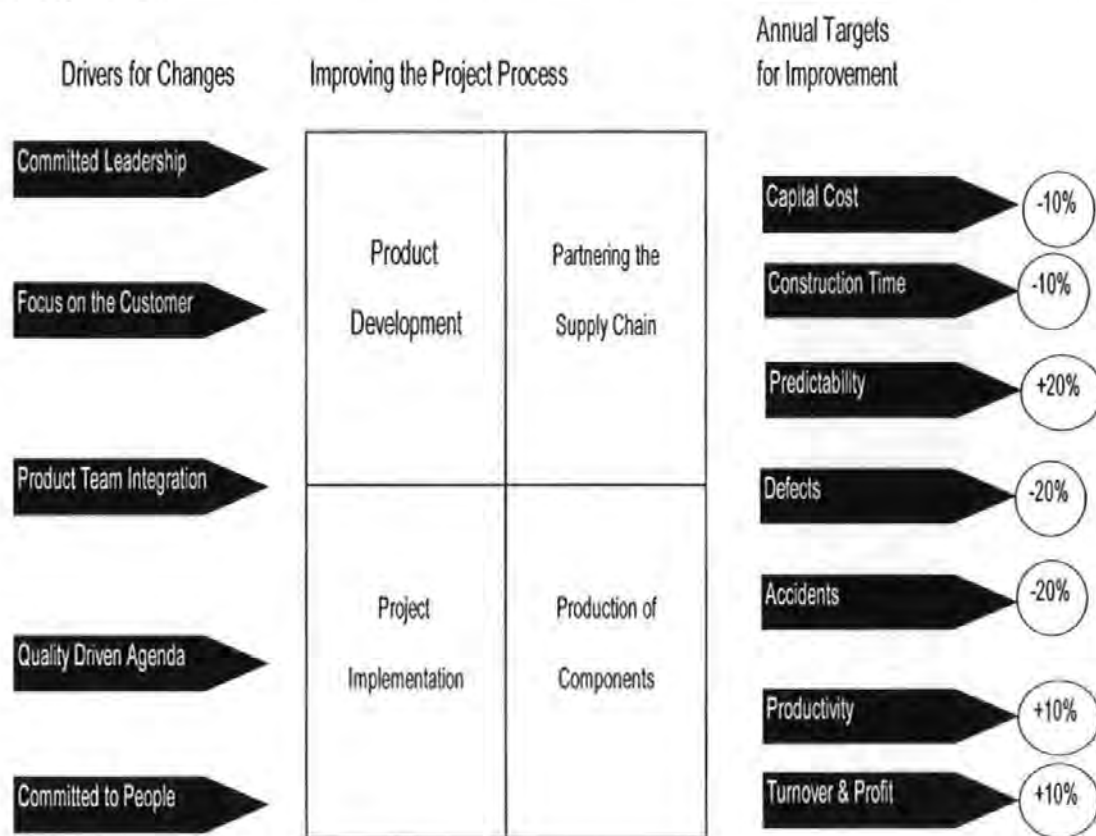 Drivers for Changes
Committed Leadership
Focus on the Customer
Product Team Integration
Quality Driven Agenda
Committed to People
Improving the Project Process
Product
Development
Partnering the
Supply Chain
Project
Implementation
Production of
Components
Annual Targets
for Improvement
Capital Cost
-10%
Construction Time
-10%
Predictability
+20%
Defects
-20%
Accidents
-20%
Productivity
+10%
Turnover & Profit
+10%